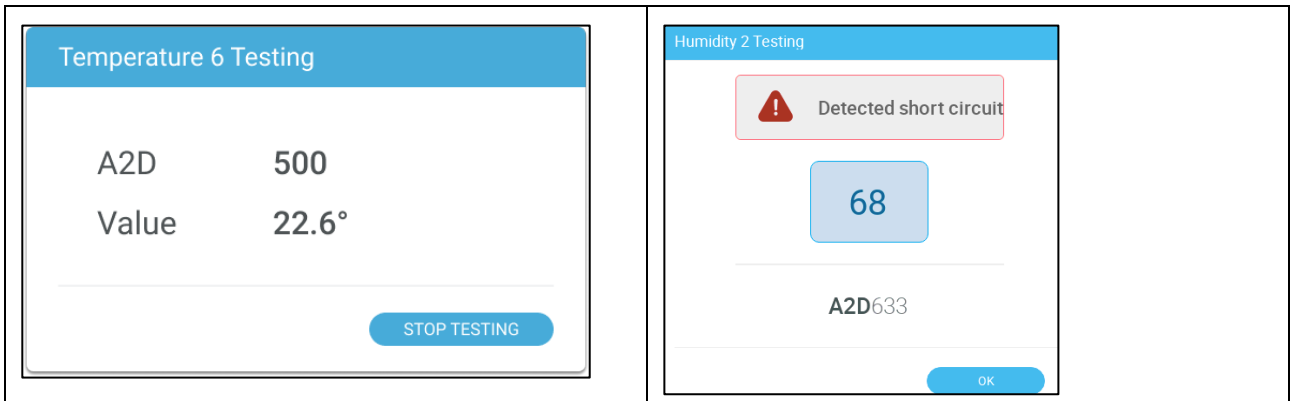 Temperature 6 Testing
A2D 500
Value 22.6°
STOP TESTING
Humidity 2 Testing
Detected short circuit
68
A2D633
OK